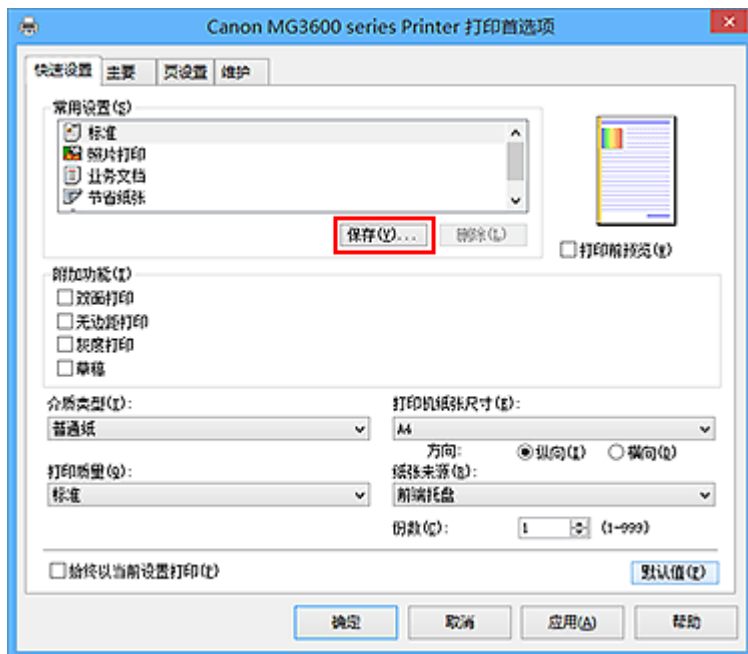 Canon MG3600 series Printer 打印首选项
快速设置 主要 页设置 维护
常用设置(S)
标准
照片打印
业务文档
节省纸张
保存(Y)... 删除(L)
打印前预览(W)
附加功能(I)
双面打印
无边距打印
灰度打印
草稿
介质类型(I): 打印机纸张尺寸(E):
普通纸 A4
方向: 纵向(I) 横向(Q)
打印质量(Q): 纸张来源(B):
标准 前端托盘
份数(C): 1 (1-999)
始终以当前设置打印(T) 默认值(F)
确定 取消 应用(A) 帮助